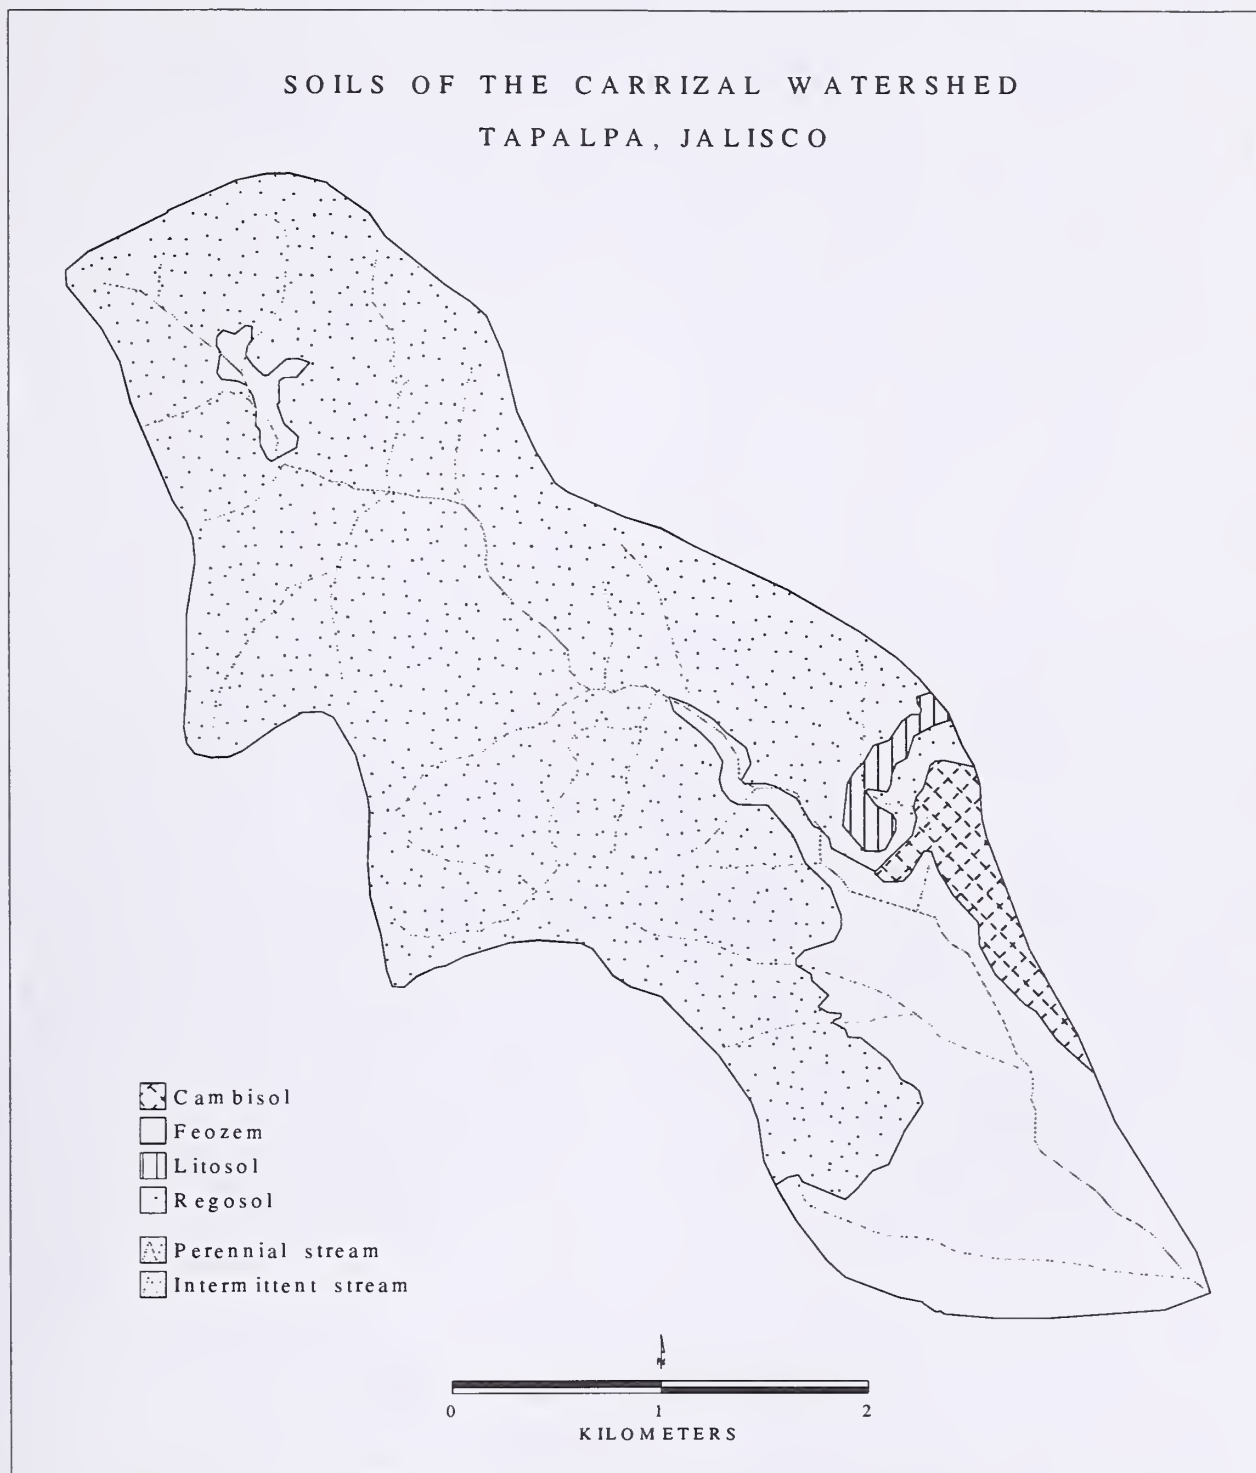 SOILS OF THE CARRIZAL WATERSHED
TAPALPA, JALISCO
Cambisol
Feozem
Litosol
Regosol
Perennial stream
Intermittent stream
0 1 2
KILOMETERS